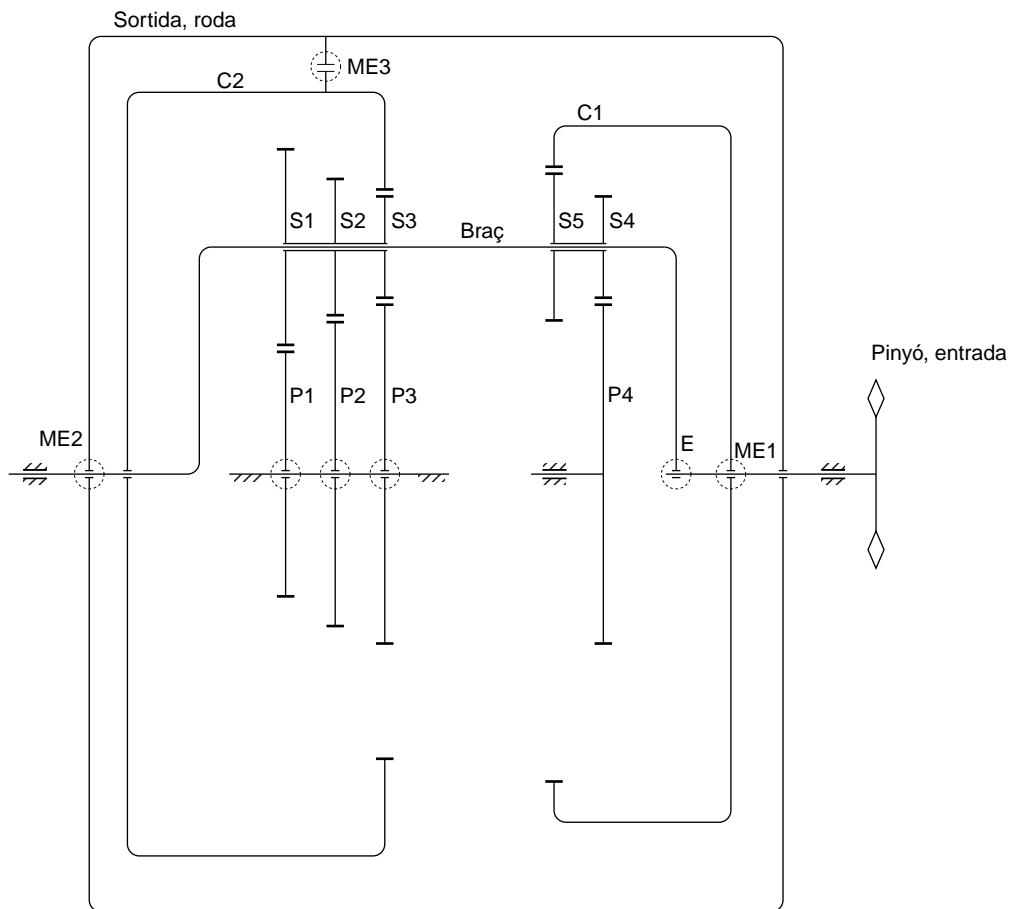 Sortida, roda
ME3
C2
C1
S1
S2
S3
S5
S4
Braç
Pinyó, entrada
P1
P2
P3
P4
ME2
E
ME1